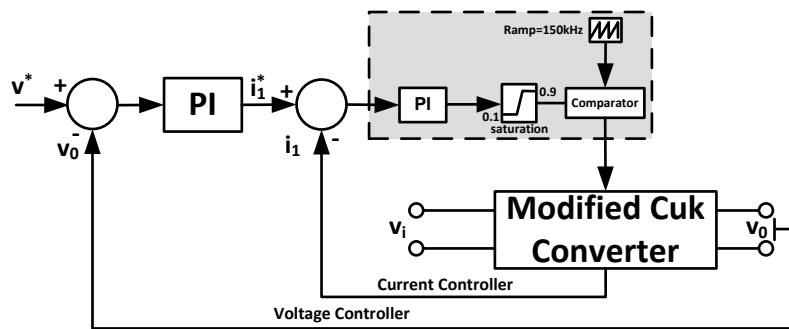 Ramp=150kHz
v*
+
-
v₀
PI
i₁*
+
-
i₁
PI
0.1
0.9
saturation
Comparator
vᵢ
Modified Cuk
Converter
v₀
Current Controller
Voltage Controller